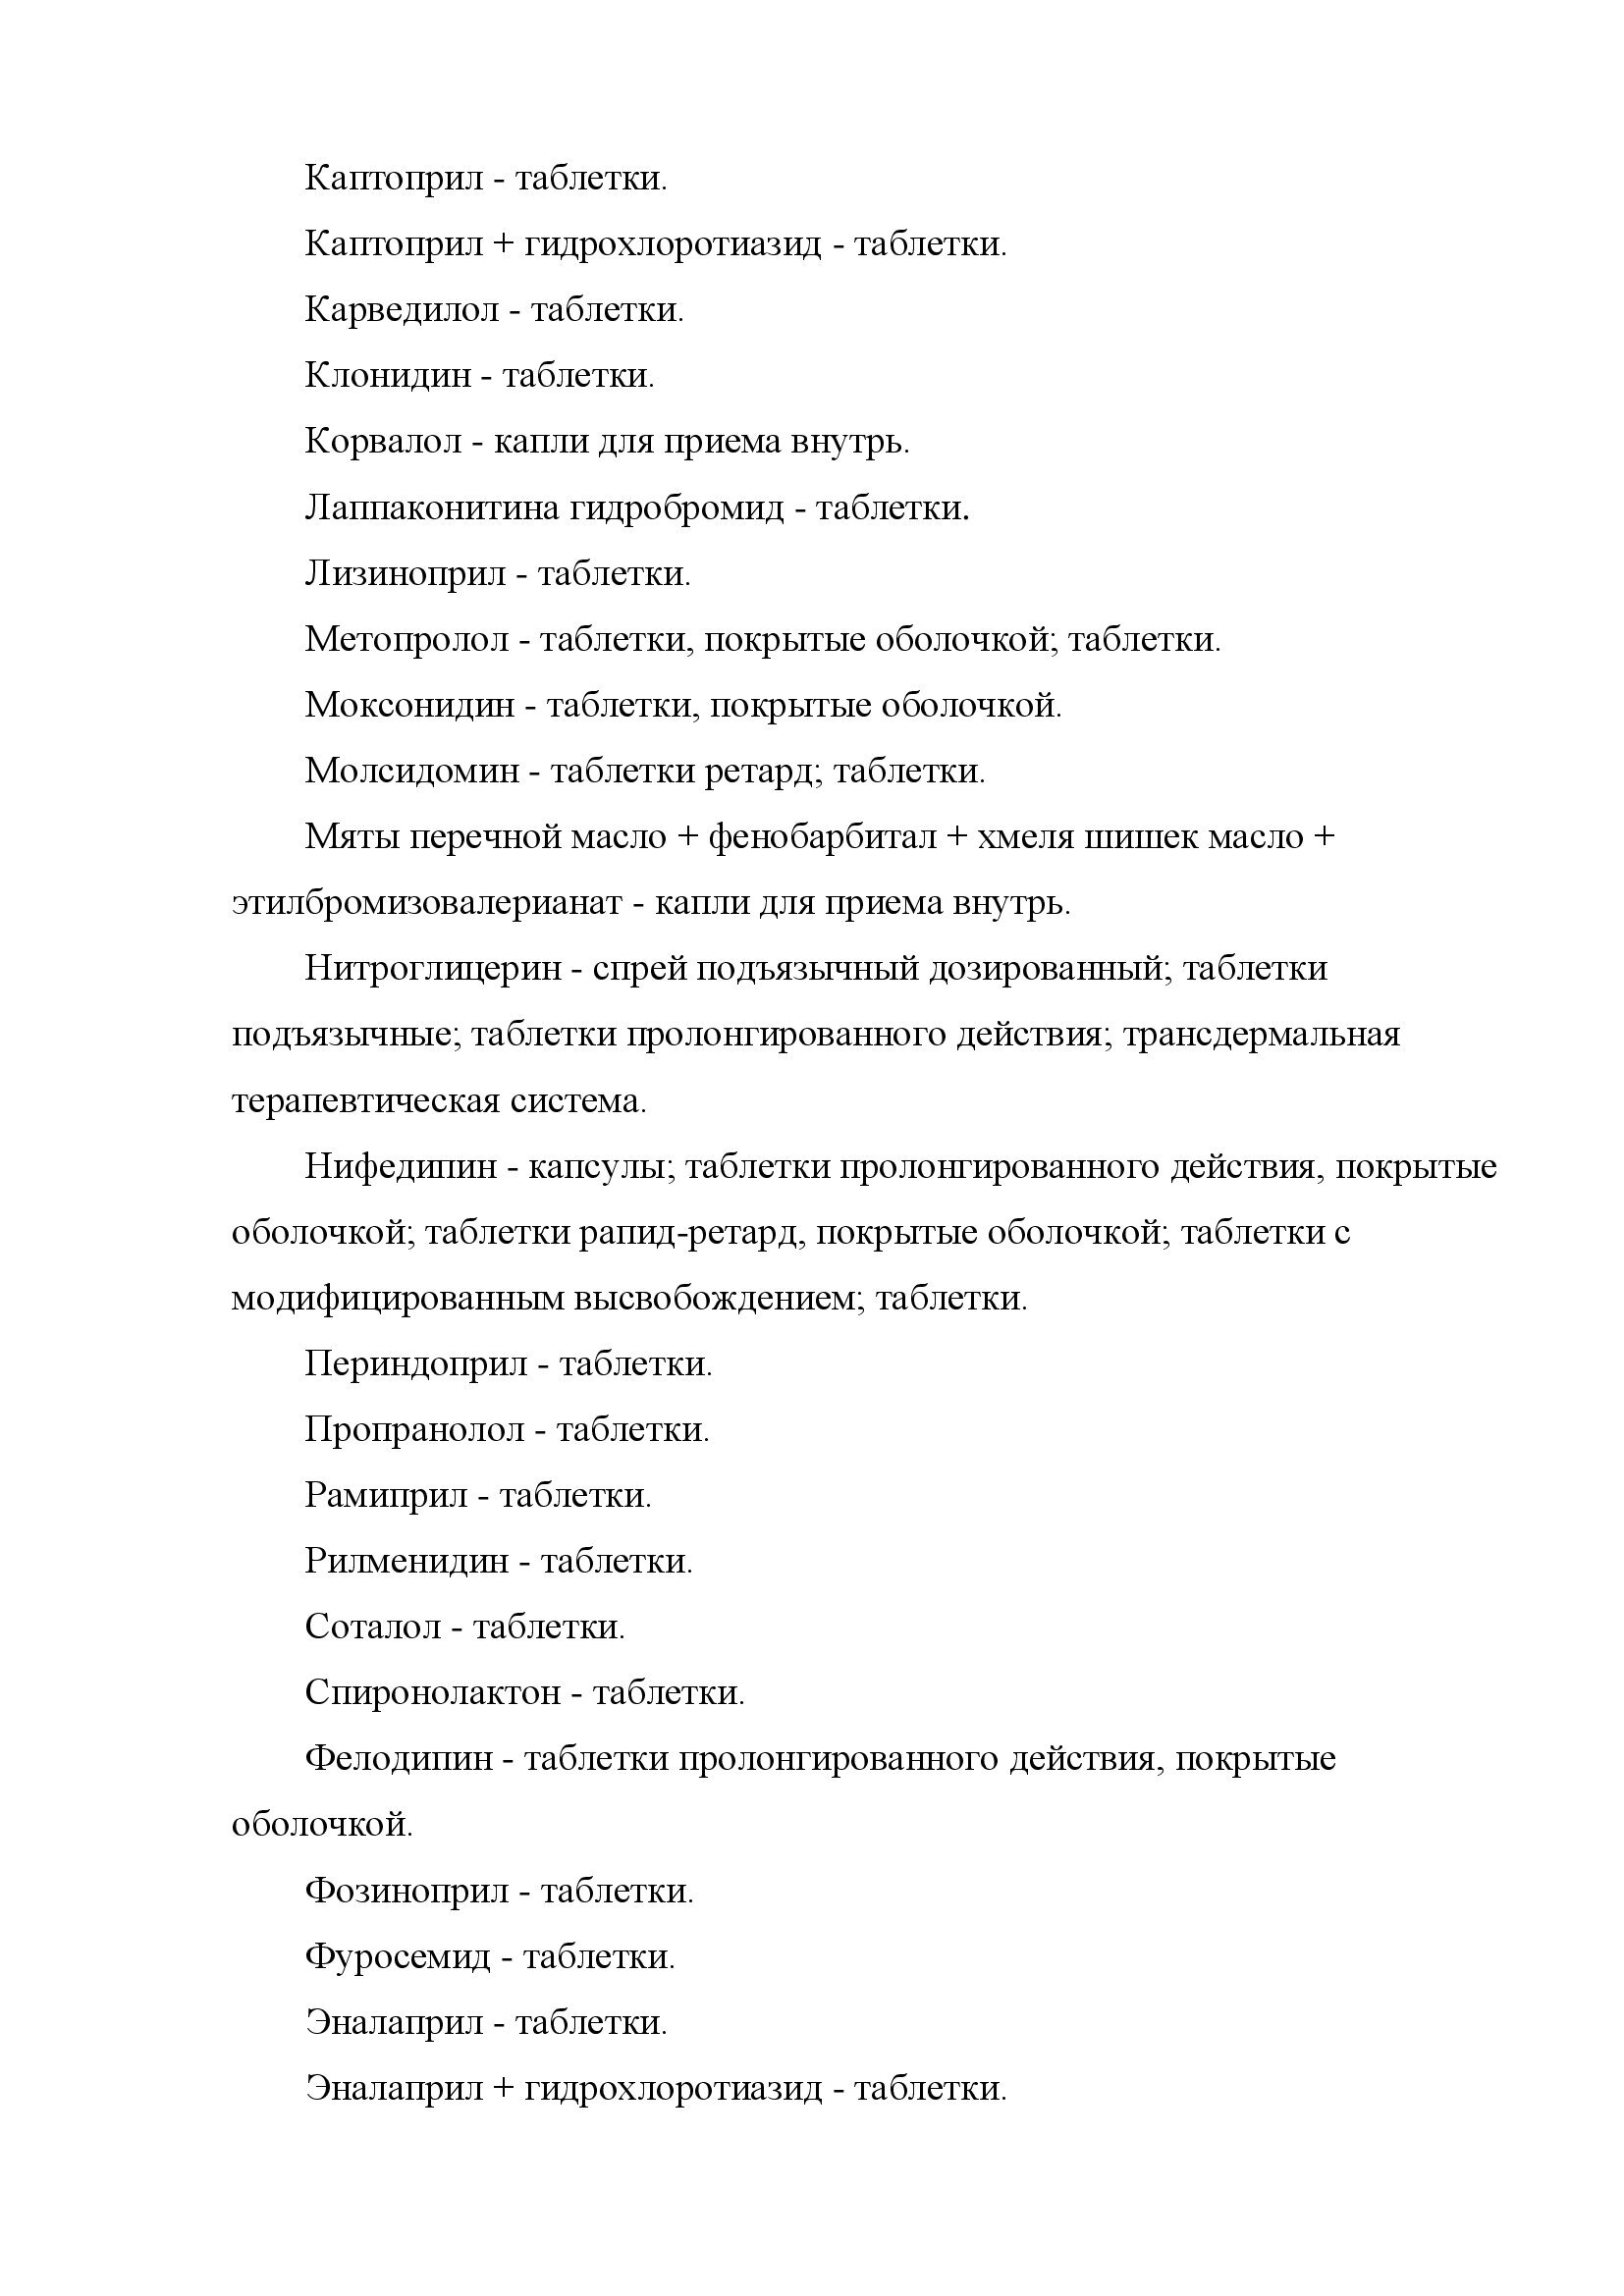 Каптоприл - таблетки.
Каптоприл + гидрохлоротиазид - таблетки.
Карведилол - таблетки.
Клонидин - таблетки.
Корвалол - капли для приема внутрь.
Лаппаконитина гидробромид - таблетки.
Лизиноприл - таблетки.
Метопролол - таблетки, покрытые оболочкой; таблетки.
Моксонидин - таблетки, покрытые оболочкой.
Молсидомин - таблетки ретард; таблетки.
Мяты перечной масло + фенобарбитал + хмеля шишек масло +
этилбромизовалерианат - капли для приема внутрь.
Нитроглицерин - спрей подъязычный дозированный; таблетки
подъязычные; таблетки пролонгированного действия; трансдермальная
терапевтическая система.
Нифедипин - капсулы; таблетки пролонгированного действия, покрытые
оболочкой; таблетки рапид-ретард, покрытые оболочкой; таблетки с
модифицированным высвобождением; таблетки.
Периндоприл - таблетки.
Пропранолол - таблетки.
Рамиприл - таблетки.
Рилменидин - таблетки.
Соталол - таблетки.
Спиронолактон - таблетки.
Фелодипин - таблетки пролонгированного действия, покрытые
оболочкой.
Фозиноприл - таблетки.
Фуросемид - таблетки.
Эналаприл - таблетки.
Эналаприл + гидрохлоротиазид - таблетки.